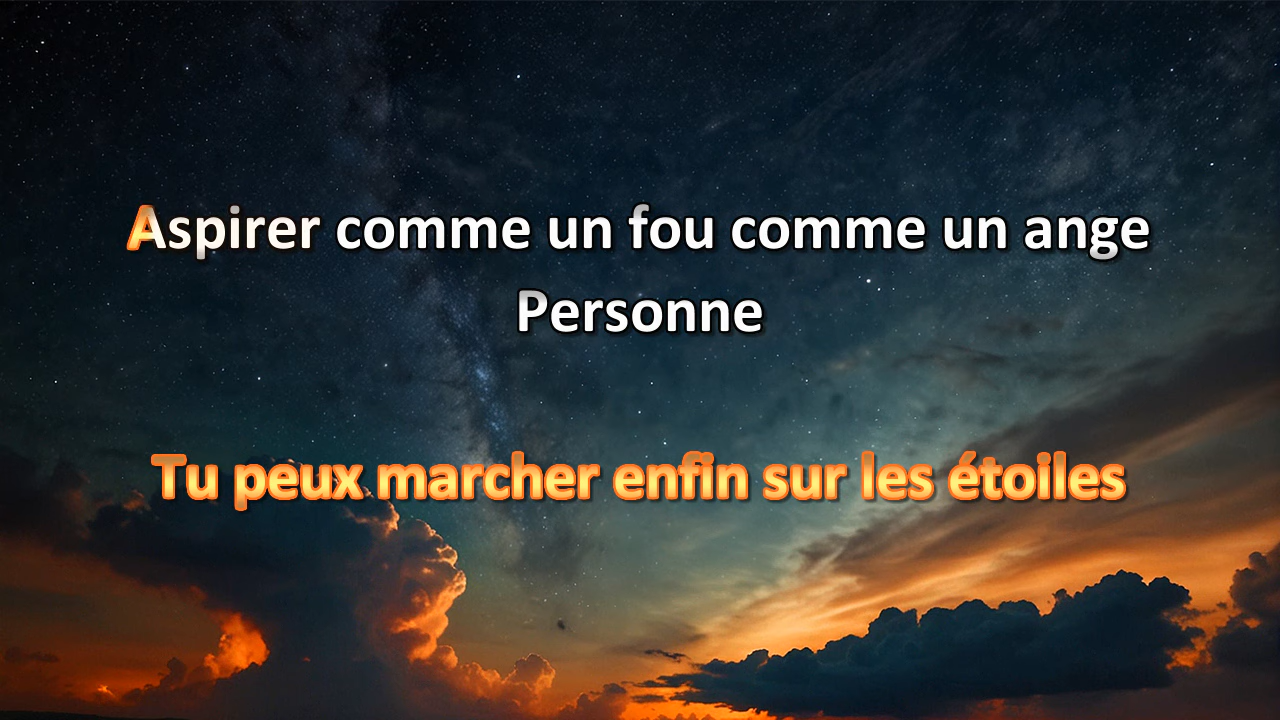 Aspirer comme un fou comme un ange
Personne
Tu peux marcher enfin sur les étoiles